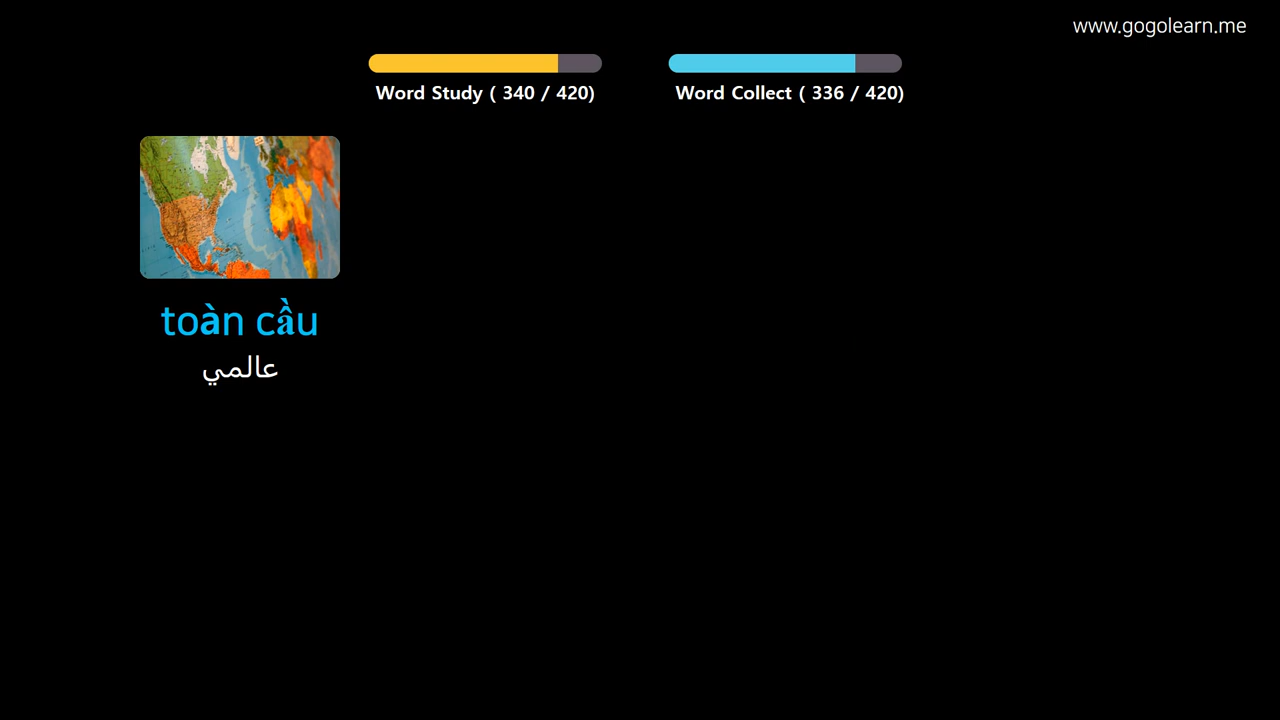 www.gogolearn.me
Word Study ( 340 / 420)
Word Collect ( 336 / 420)
toàn cầu
عالمي